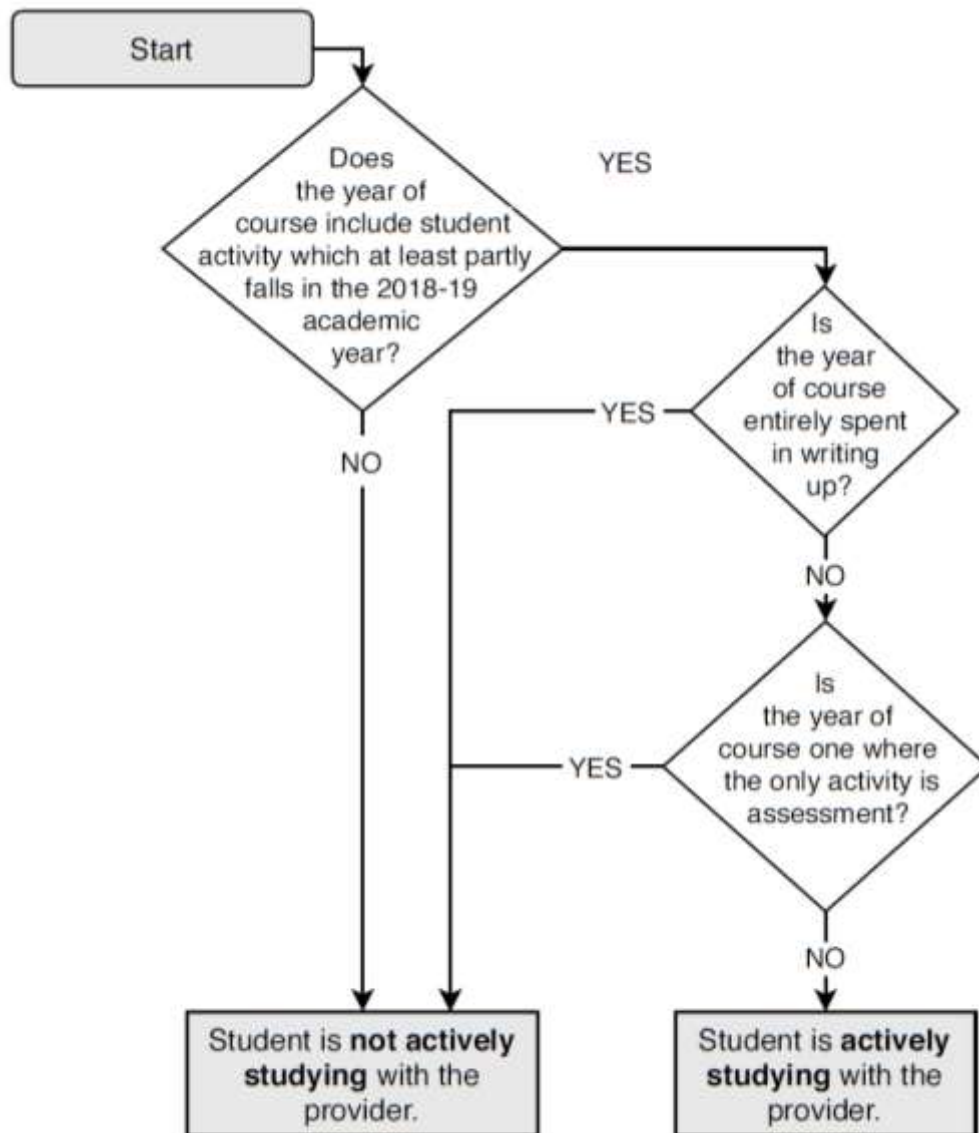 Start
Does
the year of
course include student
activity which at least partly
falls in the 2018-19
academic
year?
YES
Is
the year
of course
entirely spent
in writing
up?
YES
NO
NO
Is
the year of
course one where
the only activity is
assessment?
YES
NO
Student is not actively
studying with the
provider.
Student is actively
studying with the
provider.